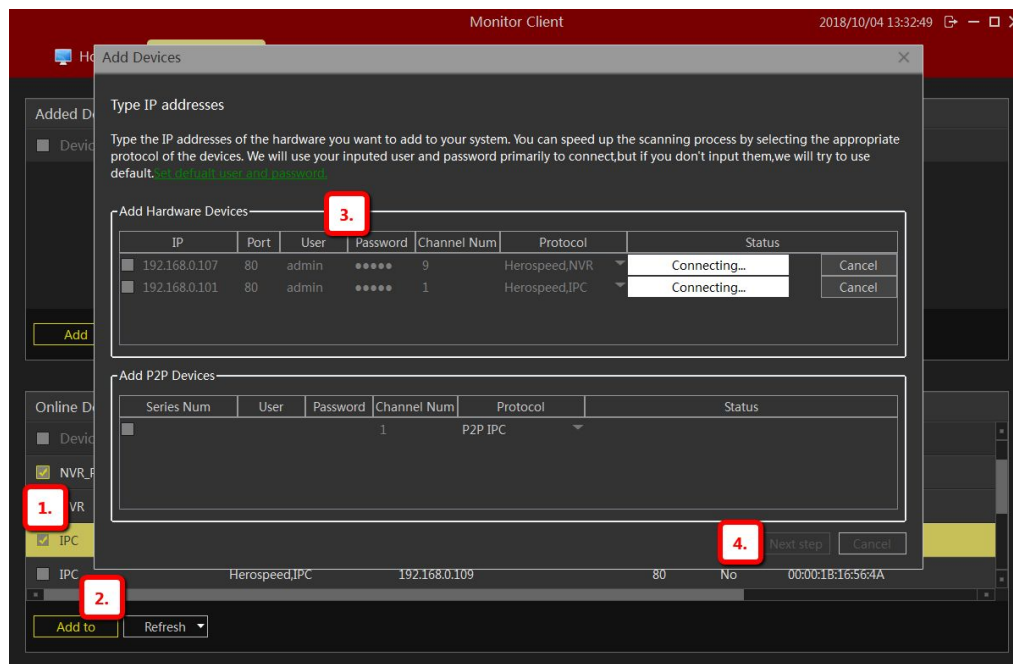 Monitor Client
2018/10/04 13:32:49
Add Devices
Type IP addresses
Added D
Type the IP addresses of the hardware you want to add to your system. You can speed up the scanning process by selecting the appropriate
protocol of the devices. We will use your inputed user and password primarily to connect,but if you don't input them,we will try to use
default.Set defualt user and password.
3.
Add Hardware Devices
IP Port User Password Channel Num Protocol Status
192.168.0.107 80 admin ●●●●● 9 Herospeed,NVR Connecting... Cancel
192.168.0.101 80 admin ●●●●● 1 Herospeed,IPC Connecting... Cancel
Add
Add P2P Devices
Series Num User Password Channel Num Protocol Status
1 P2P IPC
Online D
NVR_
1. VR
IPC
4. Next step Cancel
IPC Herospeed,IPC 192.168.0.109 80 No 00:00:1B:16:56:4A
2.
Add to Refresh